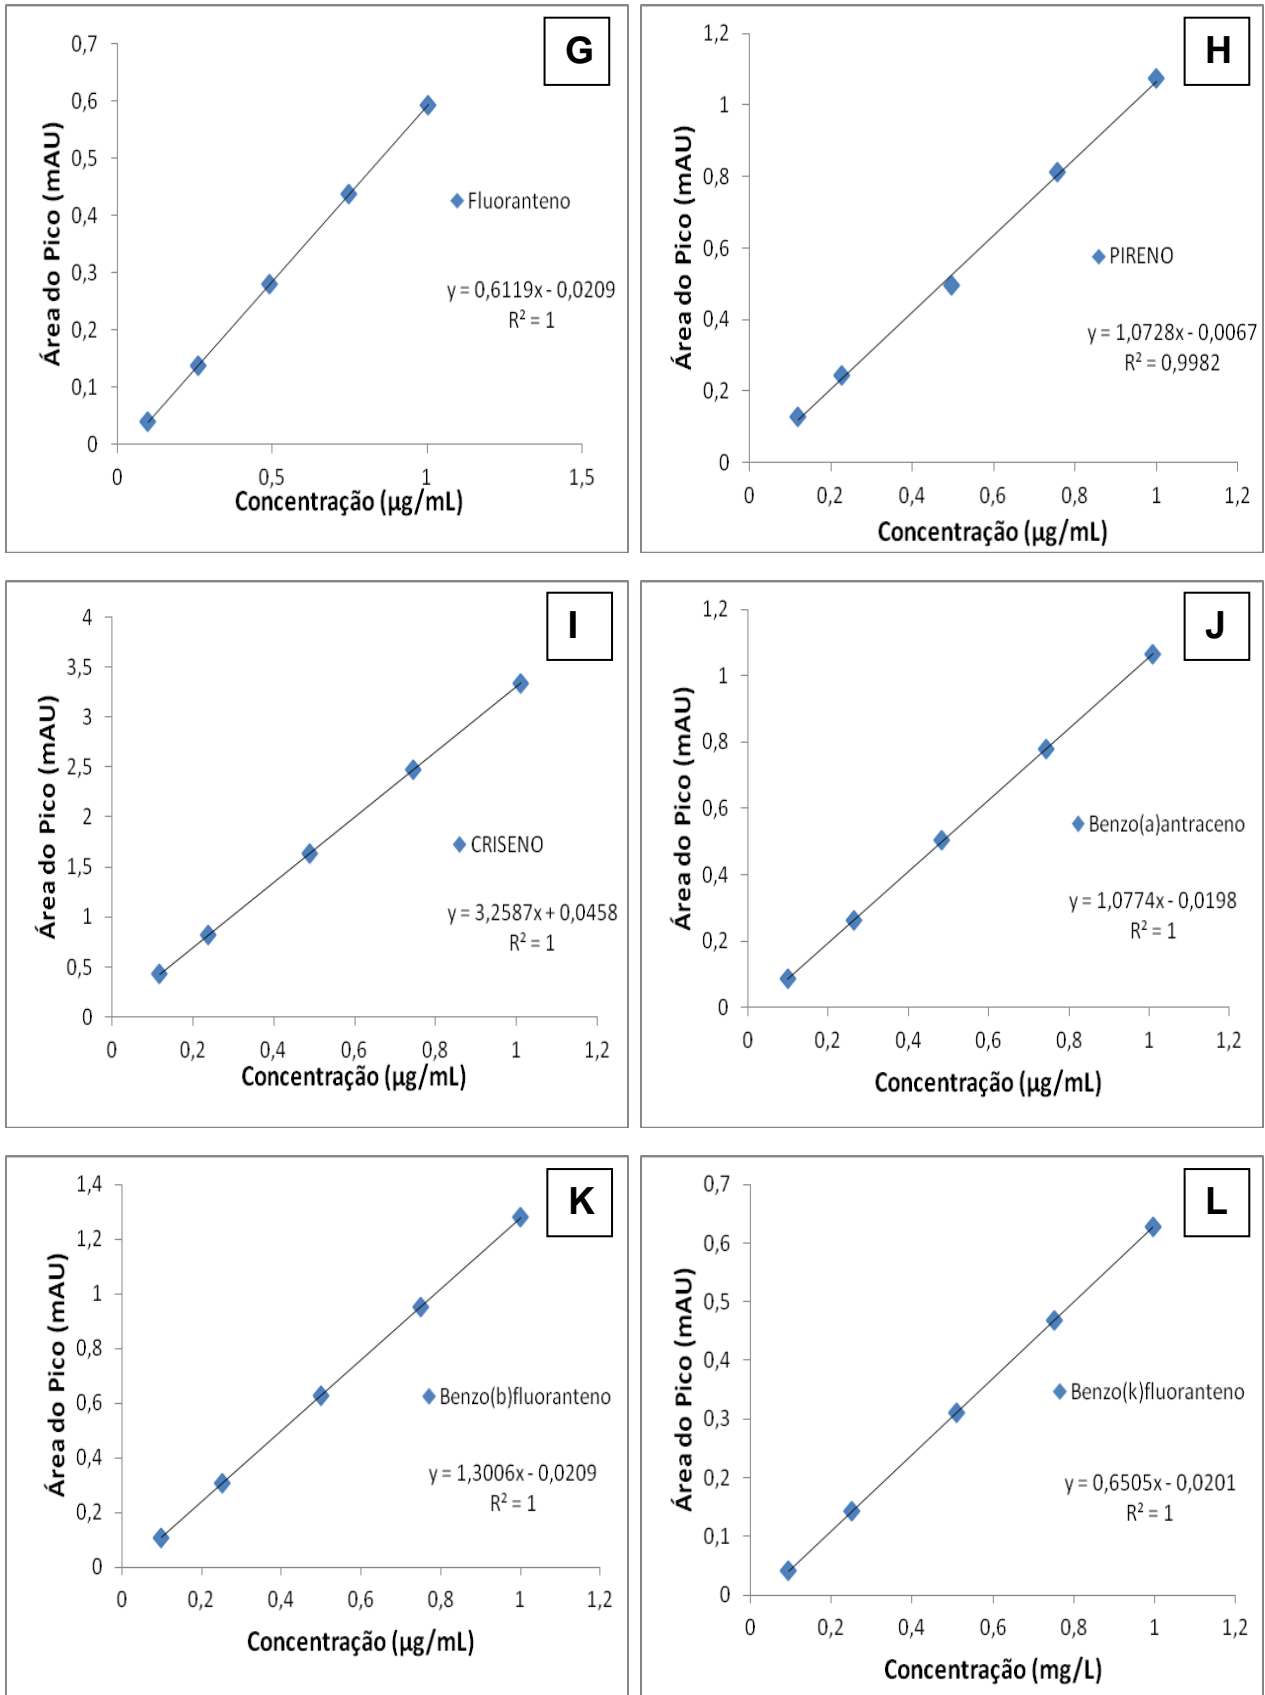 G
0,7
0,6
0,5
0,4
0,3
0,2
0,1
0
Área do Pico (mAU)
Fluoranteno
y = 0,6119x - 0,0209
R² = 1
0 0,5 1 1,5
Concentração (µg/mL)
H
1,2
1
0,8
0,6
0,4
0,2
0
Área do Pico (mAU)
PIRENO
y = 1,0728x - 0,0067
R² = 0,9982
0 0,2 0,4 0,6 0,8 1 1,2
Concentração (µg/mL)
I
4
3,5
3
2,5
2
1,5
1
0,5
0
Área do Pico (mAU)
CRISENO
y = 3,2587x + 0,0458
R² = 1
0 0,2 0,4 0,6 0,8 1 1,2
Concentração (µg/mL)
J
1,2
1
0,8
0,6
0,4
0,2
0
Área do Pico (mAU)
Benzo(a)antraceno
y = 1,0774x - 0,0198
R² = 1
0 0,2 0,4 0,6 0,8 1 1,2
Concentração (µg/mL)
K
1,4
1,2
1
0,8
0,6
0,4
0,2
0
Área do Pico (mAU)
Benzo(b)fluoranteno
y = 1,3006x - 0,0209
R² = 1
0 0,2 0,4 0,6 0,8 1 1,2
Concentração (µg/mL)
L
0,7
0,6
0,5
0,4
0,3
0,2
0,1
0
Área do Pico (mAU)
Benzo(k)fluoranteno
y = 0,6505x - 0,0201
R² = 1
0 0,2 0,4 0,6 0,8 1 1,2
Concentração (mg/L)